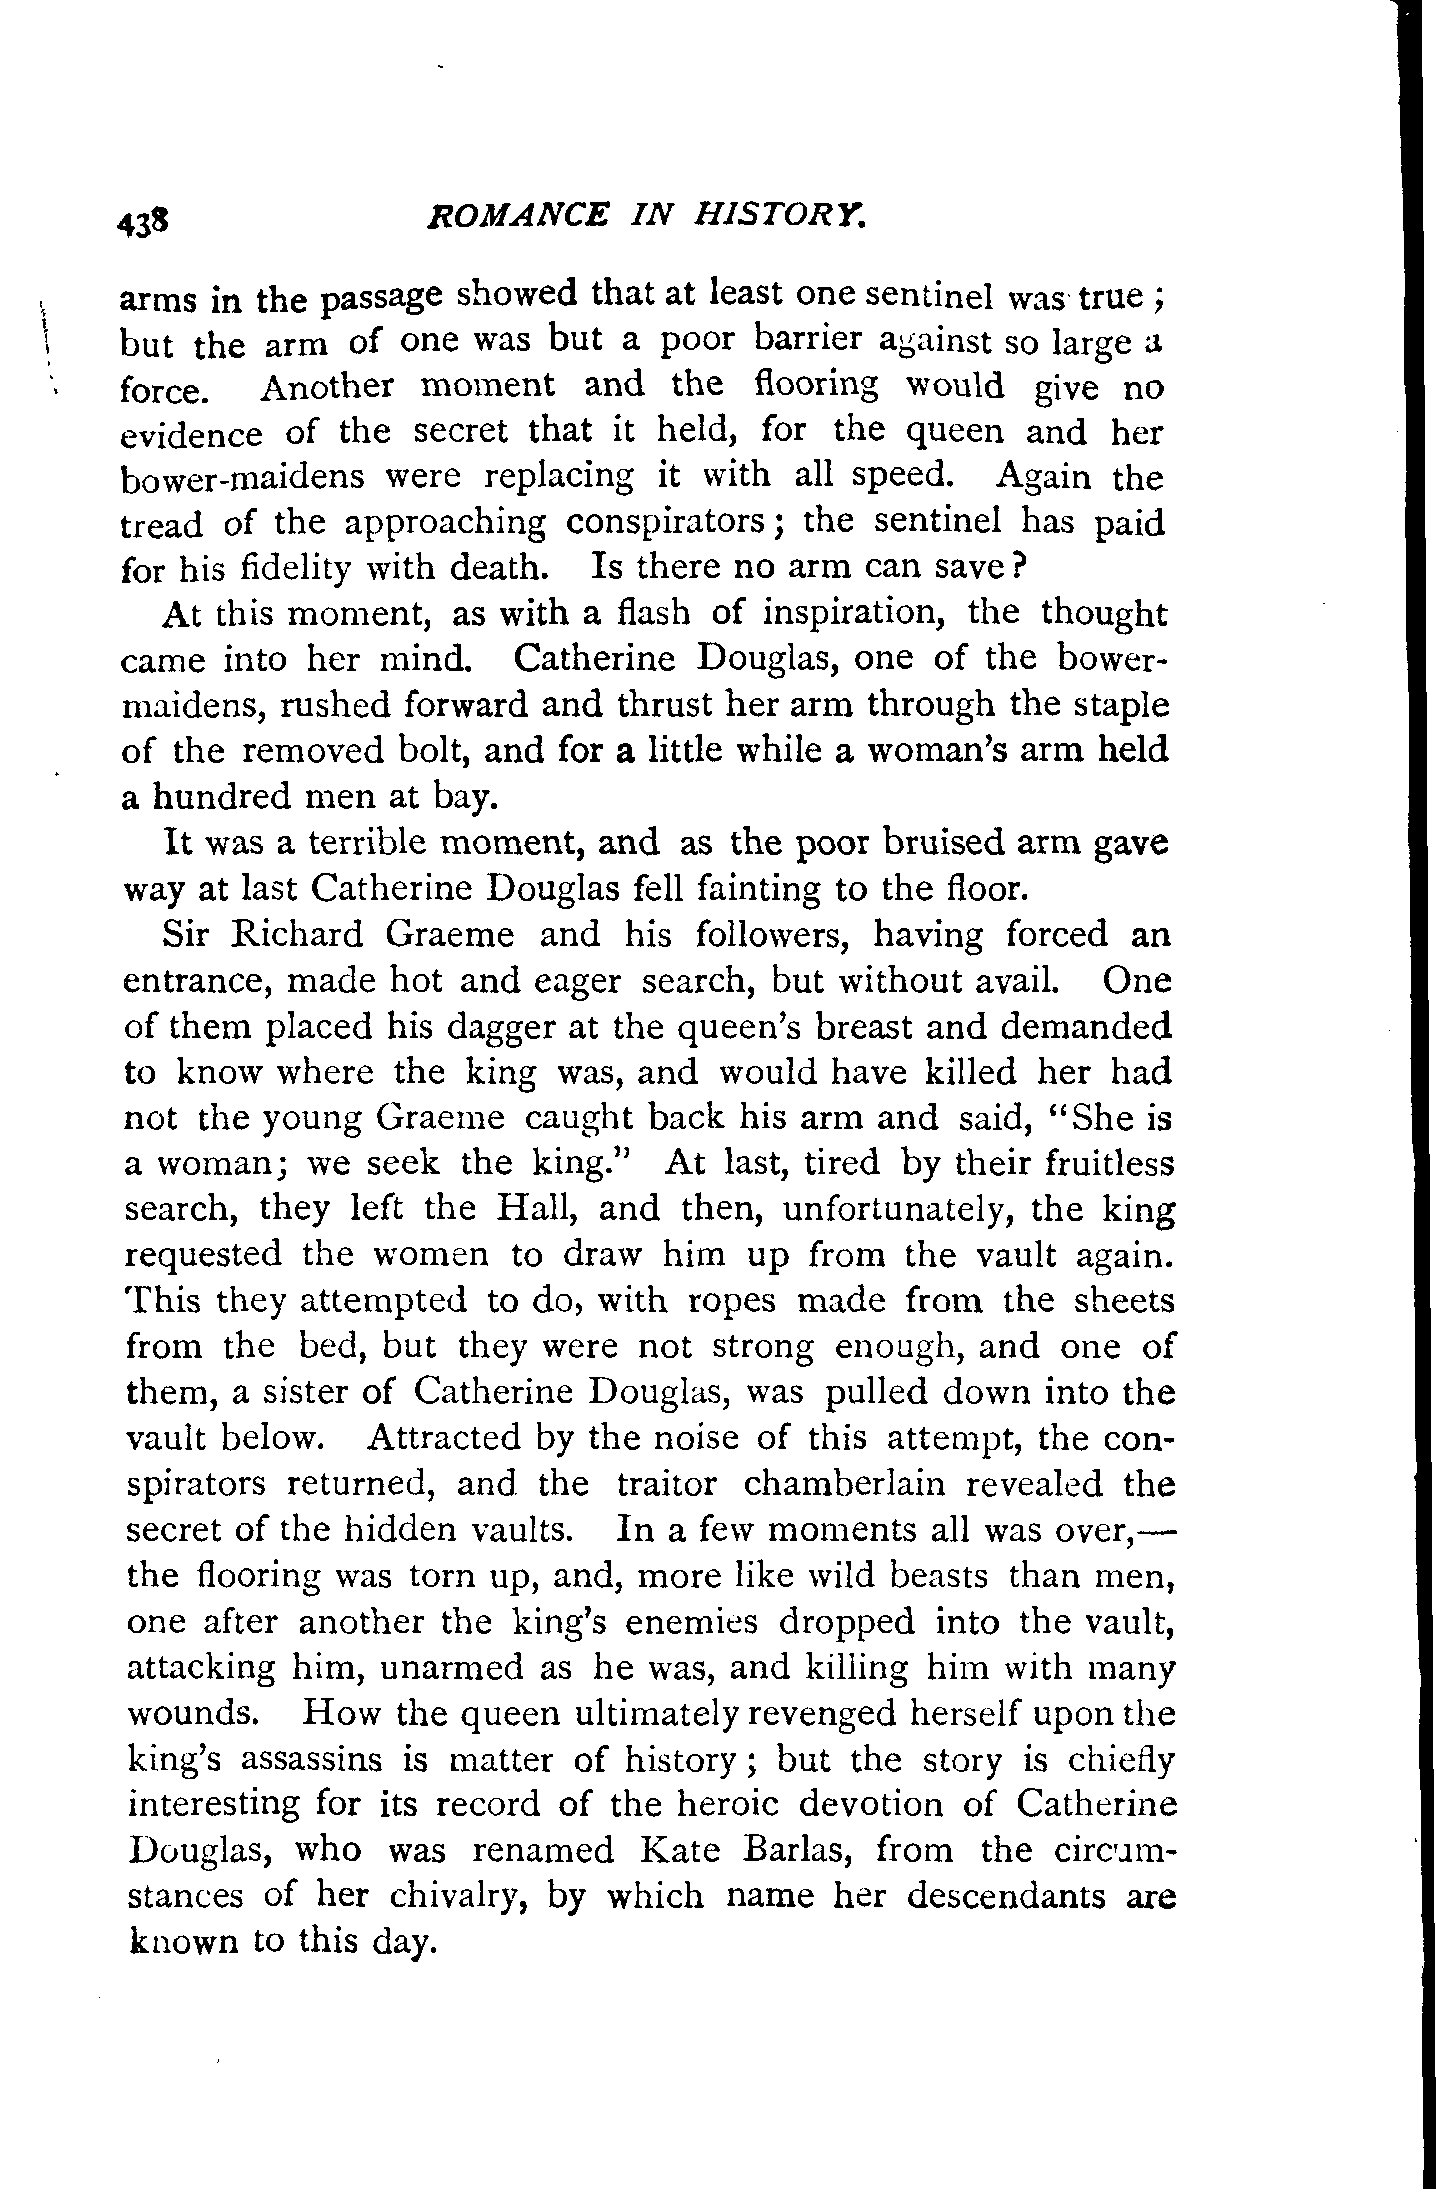 438 ROMANCE IN HISTORY.
arms in the passage showed that at least one sentinel was true ;
but the arm of one was but a poor barrier against so large a
force. Another moment and the flooring would give no
evidence of the secret that it held, for the queen and her
bower-maidens were replacing it with all speed. Again the
tread of the approaching conspirators ; the sentinel has paid
for his fidelity with death. Is there no arm can save ?
At this moment, as with a flash of inspiration, the thought
came into her mind. Catherine Douglas, one of the bower-
maidens, rushed forward and thrust her arm through the staple
of the removed bolt, and for a little while a woman's arm held
a hundred men at bay.
It was a terrible moment, and as the poor bruised arm gave
way at last Catherine Douglas fell fainting to the floor.
Sir Richard Graeme and his followers, having forced an
entrance, made hot and eager search, but without avail. One
of them placed his dagger at the queen's breast and demanded
to know where the king was, and would have killed her had
not the young Graeme caught back his arm and said, "She is
a woman; we seek the king." At last, tired by their fruitless
search, they left the Hall, and then, unfortunately, the king
requested the women to draw him up from the vault again.
This they attempted to do, with ropes made from the sheets
from the bed, but they were not strong enough, and one of
them, a sister of Catherine Douglas, was pulled down into the
vault below. Attracted by the noise of this attempt, the con-
spirators returned, and the traitor chamberlain revealed the
secret of the hidden vaults. In a few moments all was over,—
the flooring was torn up, and, more like wild beasts than men,
one after another the king's enemies dropped into the vault,
attacking him, unarmed as he was, and killing him with many
wounds. How the queen ultimately revenged herself upon the
king's assassins is matter of history ; but the story is chiefly
interesting for its record of the heroic devotion of Catherine
Douglas, who was renamed Kate Barlas, from the circum-
stances of her chivalry, by which name her descendants are
known to this day.